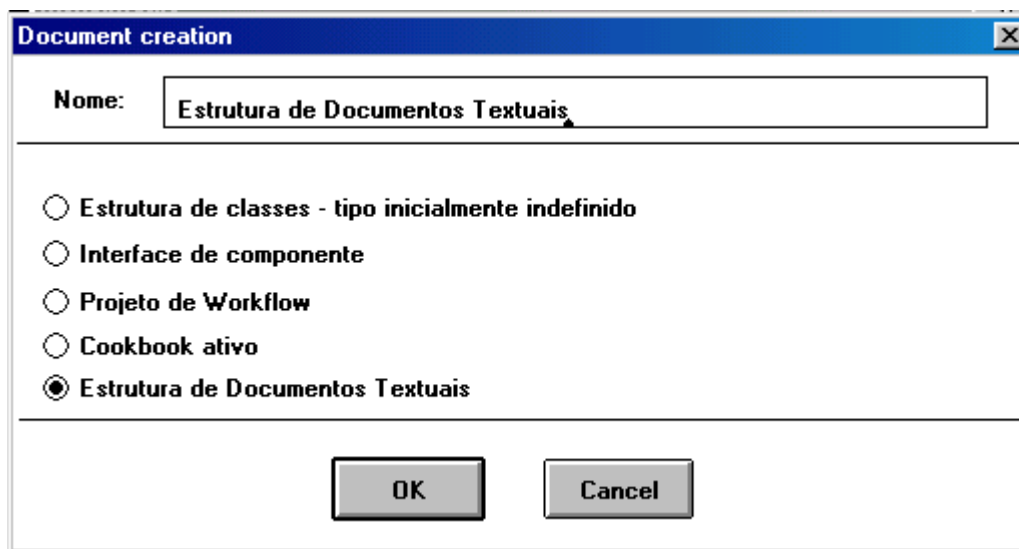 Document creation
Nome: Estrutura de Documentos Textuais
Estrutura de classes - tipo inicialmente indefinido
Interface de componente
Projeto de Workflow
Cookbook ativo
Estrutura de Documentos Textuais
OK Cancel